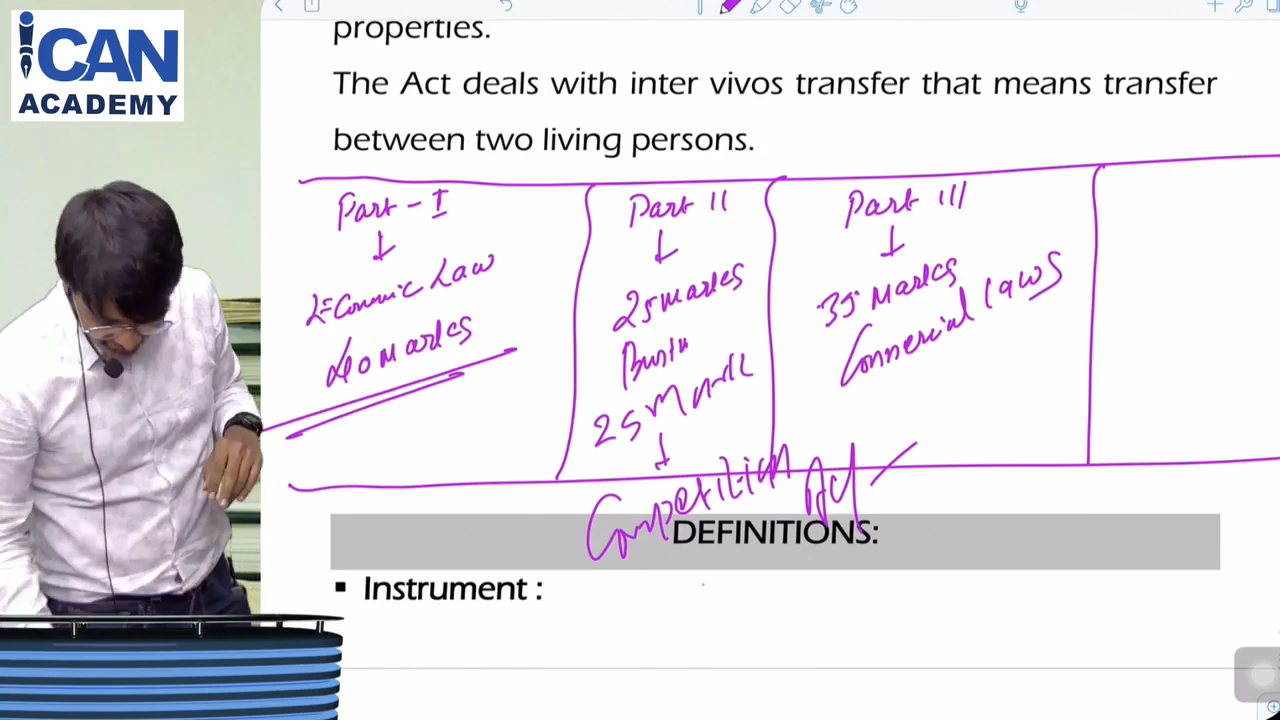 iCAN
ACADEMY
properties.
The Act deals with inter vivos transfer that means transfer
between two living persons.
Part - I
Economic Law
40 Marks
Part II
25 Marks
25 Mark
Competition Act
Part III
35 Marks
Commercial laws
DEFINITIONS:
▪ Instrument :